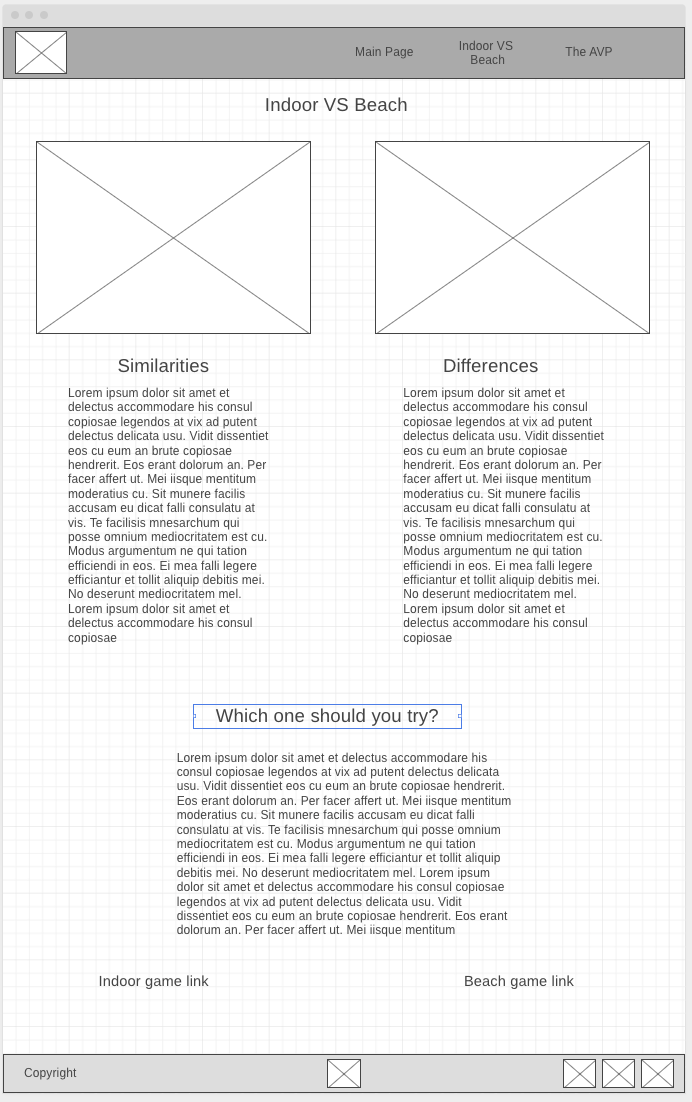 Main Page
Indoor VS
Beach
The AVP
Indoor VS Beach
Similarities
Lorem ipsum dolor sit amet et
delectus accommodare his consul
copiosae legendos at vix ad putent
delectus delicata usu. Vidit dissentiet
eos cu eum an brute copiosae
hendrerit. Eos erant dolorum an. Per
facer affert ut. Mei iisque mentitum
moderatius cu. Sit munere facilis
accusam eu dicat falli consulatu at
vis. Te facilisis mnesarchum qui
posse omnium mediocritatem est cu.
Modus argumentum ne qui tation
efficiendi in eos. Ei mea falli legere
efficiantur et tollit aliquip debitis mei.
No deserunt mediocritatem mel.
Lorem ipsum dolor sit amet et
delectus accommodare his consul
copiosae
Differences
Lorem ipsum dolor sit amet et
delectus accommodare his consul
copiosae legendos at vix ad putent
delectus delicata usu. Vidit dissentiet
eos cu eum an brute copiosae
hendrerit. Eos erant dolorum an. Per
facer affert ut. Mei iisque mentitum
moderatius cu. Sit munere facilis
accusam eu dicat falli consulatu at
vis. Te facilisis mnesarchum qui
posse omnium mediocritatem est cu.
Modus argumentum ne qui tation
efficiendi in eos. Ei mea falli legere
efficiantur et tollit aliquip debitis mei.
No deserunt mediocritatem mel.
Lorem ipsum dolor sit amet et
delectus accommodare his consul
copiosae
Which one should you try?
Lorem ipsum dolor sit amet et delectus accommodare his
consul copiosae legendos at vix ad putent delectus delicata
usu. Vidit dissentiet eos cu eum an brute copiosae hendrerit.
Eos erant dolorum an. Per facer affert ut. Mei iisque mentitum
moderatius cu. Sit munere facilis accusam eu dicat falli
consulatu at vis. Te facilisis mnesarchum qui posse omnium
mediocritatem est cu. Modus argumentum ne qui tation
efficiendi in eos. Ei mea falli legere efficiantur et tollit aliquip
debitis mei. No deserunt mediocritatem mel. Lorem ipsum
dolor sit amet et delectus accommodare his consul copiosae
legendos at vix ad putent delectus delicata usu. Vidit
dissentiet eos cu eum an brute copiosae hendrerit. Eos erant
dolorum an. Per facer affert ut. Mei iisque mentitum
Indoor game link
Beach game link
Copyright